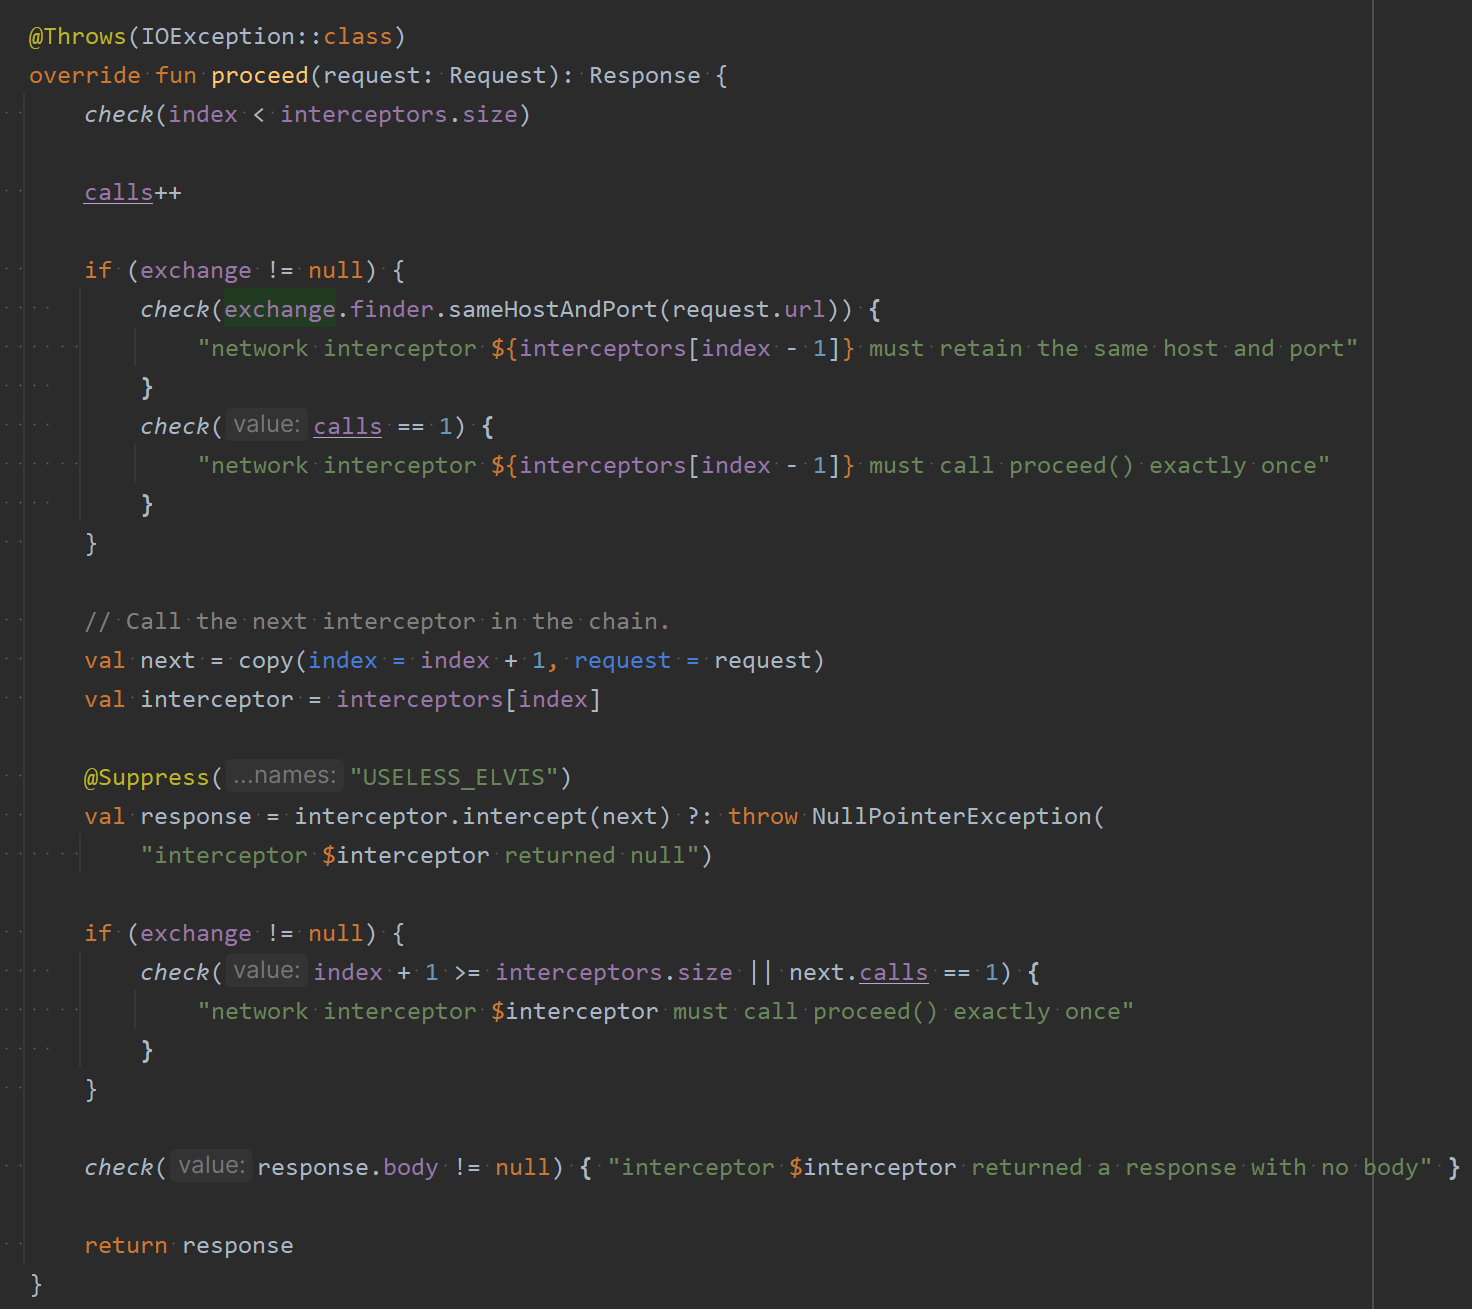 @Throws(IOException::class)
override fun proceed(request: Request): Response {
check(index < interceptors.size)
calls++
if (exchange != null) {
check(exchange.finder.sameHostAndPort(request.url)) {
"network interceptor ${interceptors[index - 1]} must retain the same host and port"
}
check( value: calls == 1) {
"network interceptor ${interceptors[index - 1]} must call proceed() exactly once"
}
}
// Call the next interceptor in the chain.
val next = copy(index = index + 1, request = request)
val interceptor = interceptors[index]
@Suppress( ...names: "USELESS_ELVIS")
val response = interceptor.intercept(next) ?: throw NullPointerException(
"interceptor $interceptor returned null")
if (exchange != null) {
check( value: index + 1 >= interceptors.size || next.calls == 1) {
"network interceptor $interceptor must call proceed() exactly once"
}
}
check( value: response.body != null) { "interceptor $interceptor returned a response with no body" }
return response
}